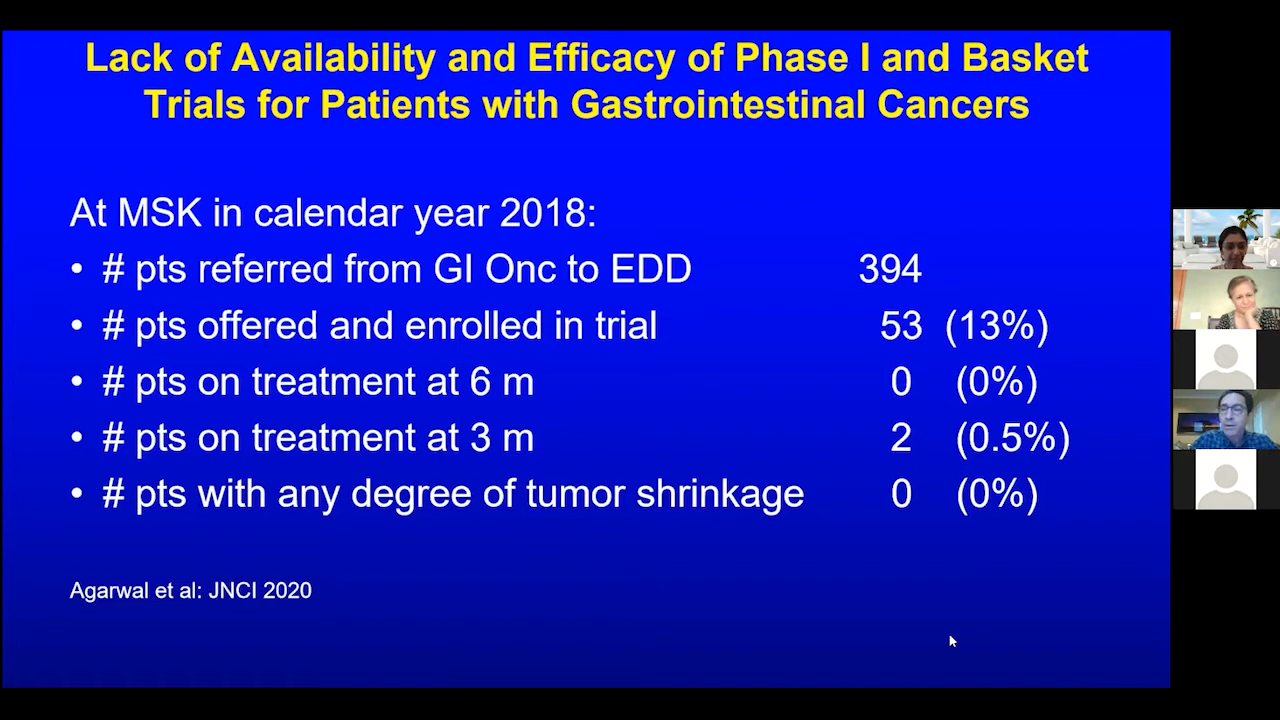 Lack of Availability and Efficacy of Phase I and Basket
Trials for Patients with Gastrointestinal Cancers
At MSK in calendar year 2018:
• # pts referred from GI Onc to EDD 394
• # pts offered and enrolled in trial 53 (13%)
• # pts on treatment at 6 m 0 (0%)
• # pts on treatment at 3 m 2 (0.5%)
• # pts with any degree of tumor shrinkage 0 (0%)
Agarwal et al: JNCI 2020